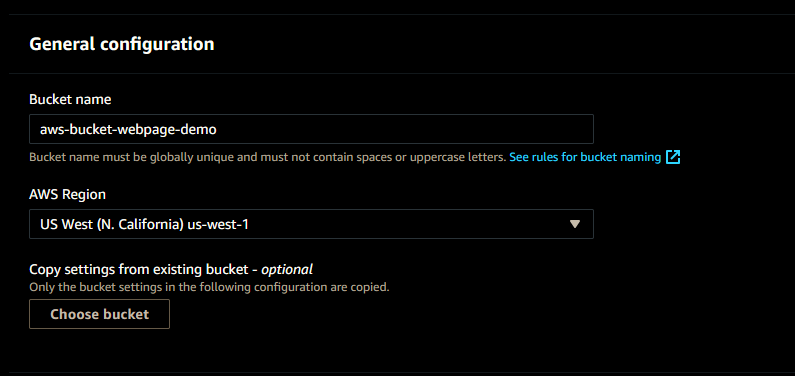 General configuration
Bucket name
aws-bucket-webpage-demo
Bucket name must be globally unique and must not contain spaces or uppercase letters. See rules for bucket naming
AWS Region
US West (N. California) us-west-1
Copy settings from existing bucket - optional
Only the bucket settings in the following configuration are copied.
Choose bucket